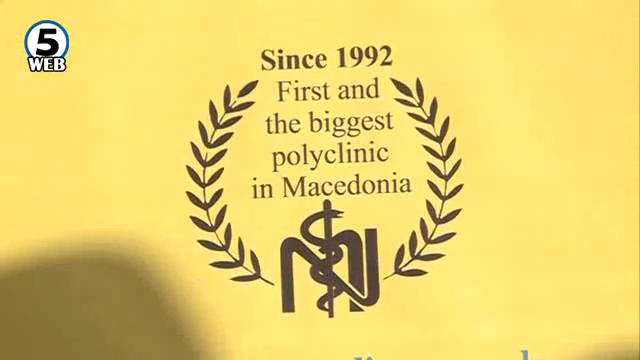 5
WEB
Since 1992
First and
the biggest
polyclinic
in Macedonia